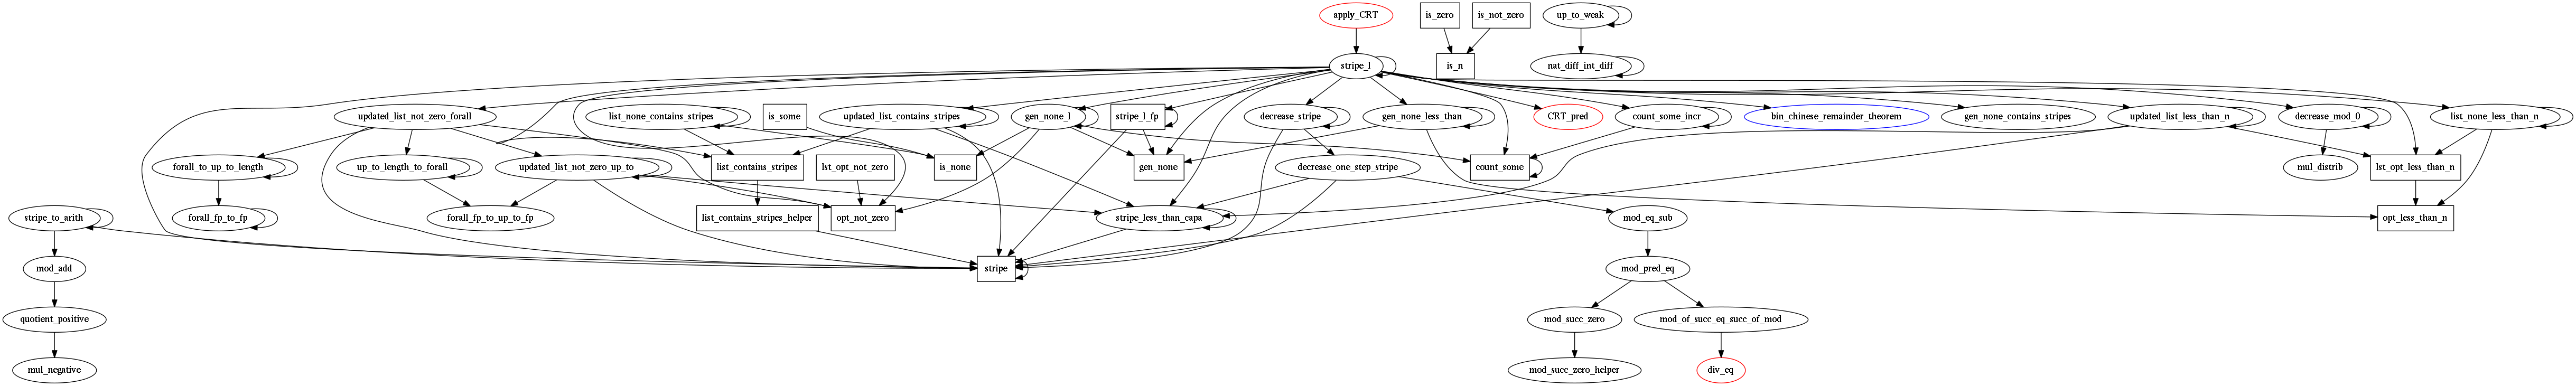 apply_CRT
is_zero
is_not_zero
up_to_weak
stripe_l
is_n
nat_diff_int_diff
updated_list_not_zero_forall
list_none_contains_stripes
is_some
updated_list_contains_stripes
gen_none_l
stripe_l_fp
decrease_stripe
gen_none_less_than
CRT_pred
count_some_incr
bin_chinese_remainder_theorem
gen_none_contains_stripes
updated_list_less_than_n
decrease_mod_0
list_none_less_than_n
forall_to_up_to_length
up_to_length_to_forall
updated_list_not_zero_up_to
list_contains_stripes
lst_opt_not_zero
is_none
gen_none
decrease_one_step_stripe
count_some
mul_distrib
lst_opt_less_than_n
stripe_to_arith
forall_fp_to_fp
forall_fp_to_up_to_fp
list_contains_stripes_helper
opt_not_zero
stripe_less_than_capa
mod_eq_sub
opt_less_than_n
mod_add
stripe
mod_pred_eq
quotient_positive
mod_succ_zero
mod_of_succ_eq_succ_of_mod
mul_negative
mod_succ_zero_helper
div_eq